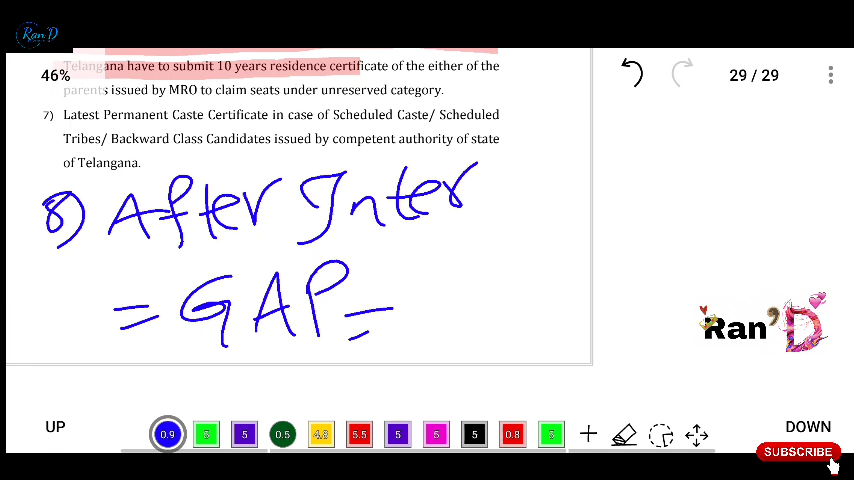 Ran'D
Telangana have to submit 10 years residence certificate of the either of the
46%
29 / 29
parents issued by MRO to claim seats under unreserved category.
7) Latest Permanent Caste Certificate in case of Scheduled Caste/ Scheduled
Tribes/ Backward Class Candidates issued by competent authority of state
of Telangana.
8) After Inter
= GAP =
Ran'D
UP
0.9 5 5 0.5 4.8 5.5 5 5 5 0.8 5
DOWN
SUBSCRIBE